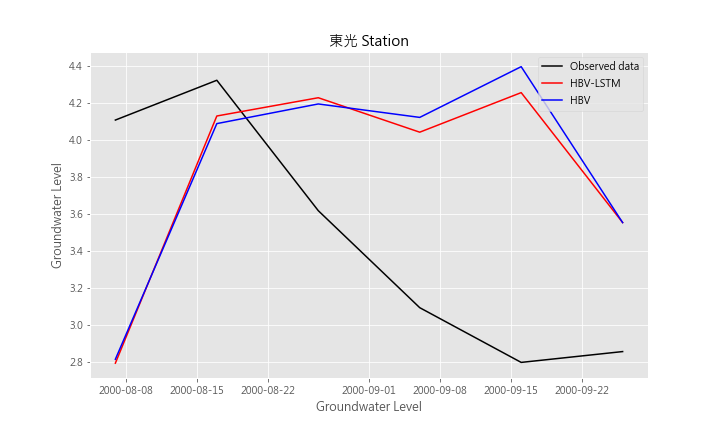 東光 Station
Observed data
HBV-LSTM
HBV
Groundwater Level
4.4
4.2
4.0
3.8
3.6
3.4
3.2
3.0
2.8
2000-08-08 2000-08-15 2000-08-22 2000-09-01 2000-09-08 2000-09-15 2000-09-22
Groundwater Level